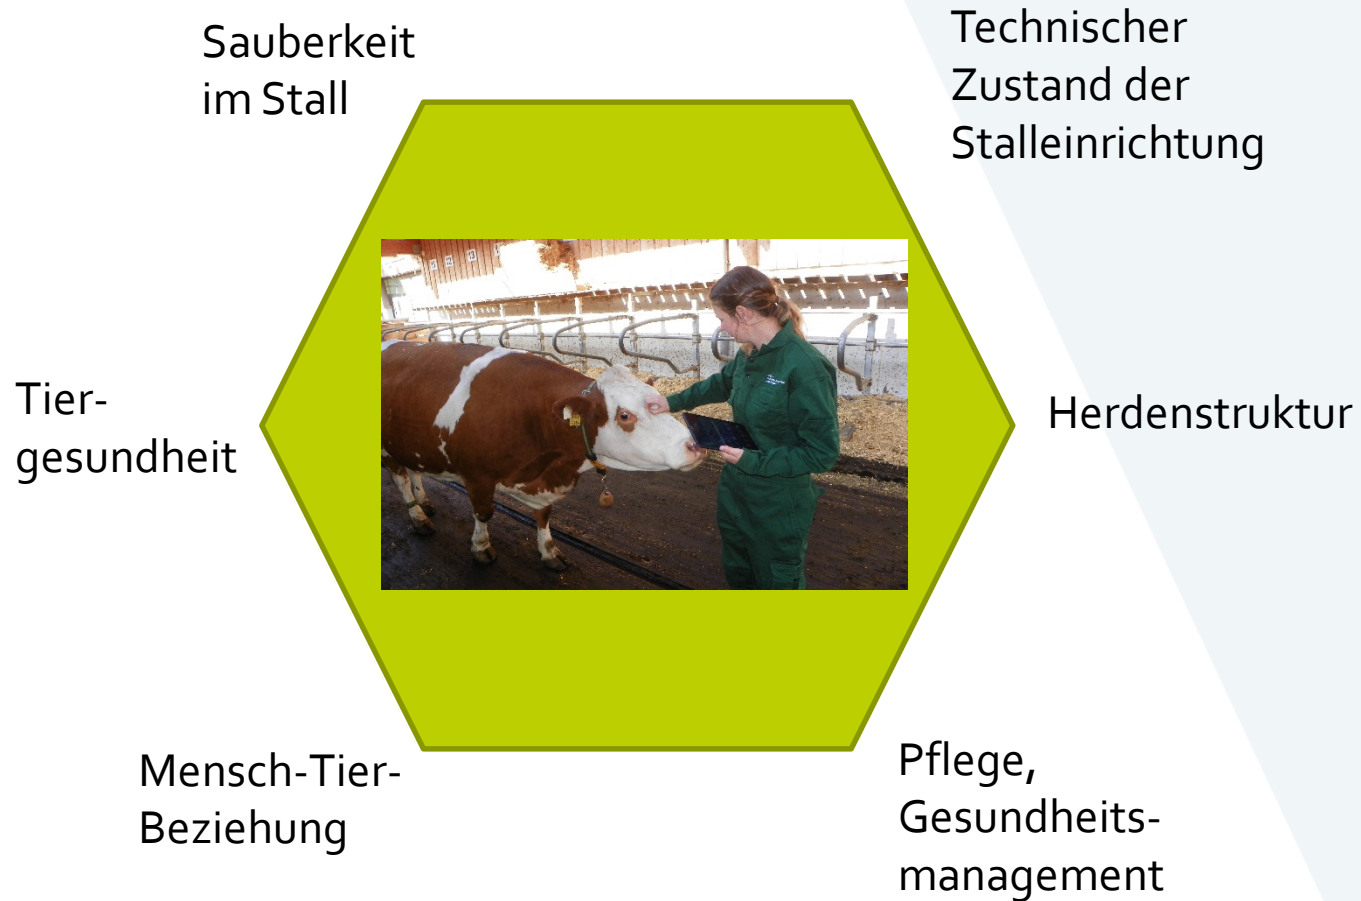 Sauberkeit
im Stall
Technischer
Zustand der
Stalleinrichtung
Tier-
gesundheit
Herdenstruktur
Mensch-Tier-
Beziehung
Pflege,
Gesundheits-
management